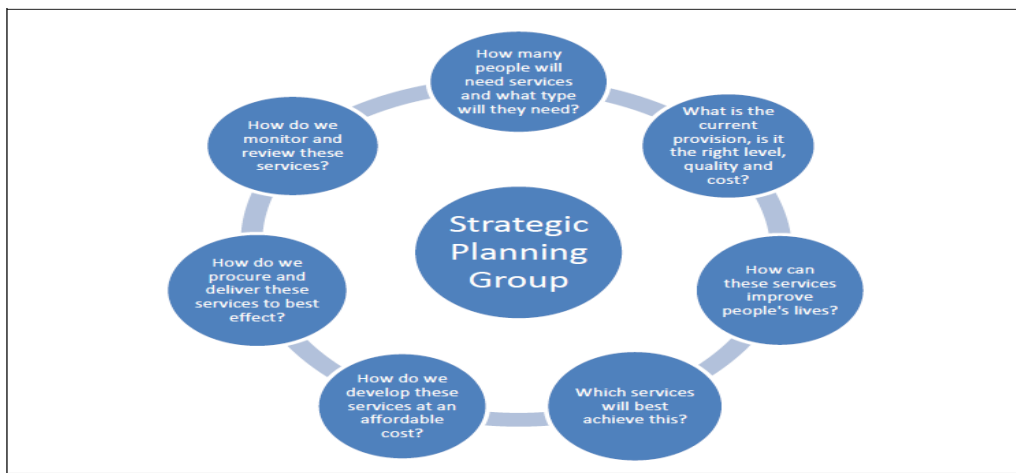 How many
people will
need services
and what type
will they need?
What is the
current
provision, is it
the right level,
quality and
cost?
How can
these services
improve
people's lives?
Which services
will best
achieve this?
How do we
develop these
services at an
affordable
cost?
How do we
procure and
deliver these
services to best
effect?
How do we
monitor and
review these
services?
Strategic
Planning
Group